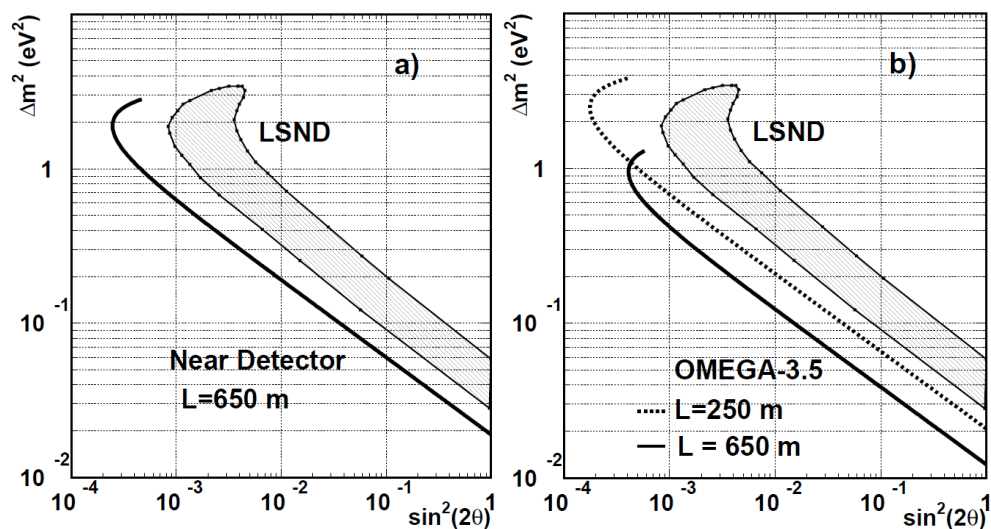 Δm² (eV²)
a)
LSND
1
10⁻¹
Near Detector
L=650 m
10⁻²
10⁻⁴ 10⁻³ 10⁻² 10⁻¹ 1
sin²(2θ)
Δm² (eV²)
b)
LSND
1
10⁻¹
OMEGA-3.5
L=250 m
L = 650 m
10⁻²
10⁻⁴ 10⁻³ 10⁻² 10⁻¹ 1
sin²(2θ)